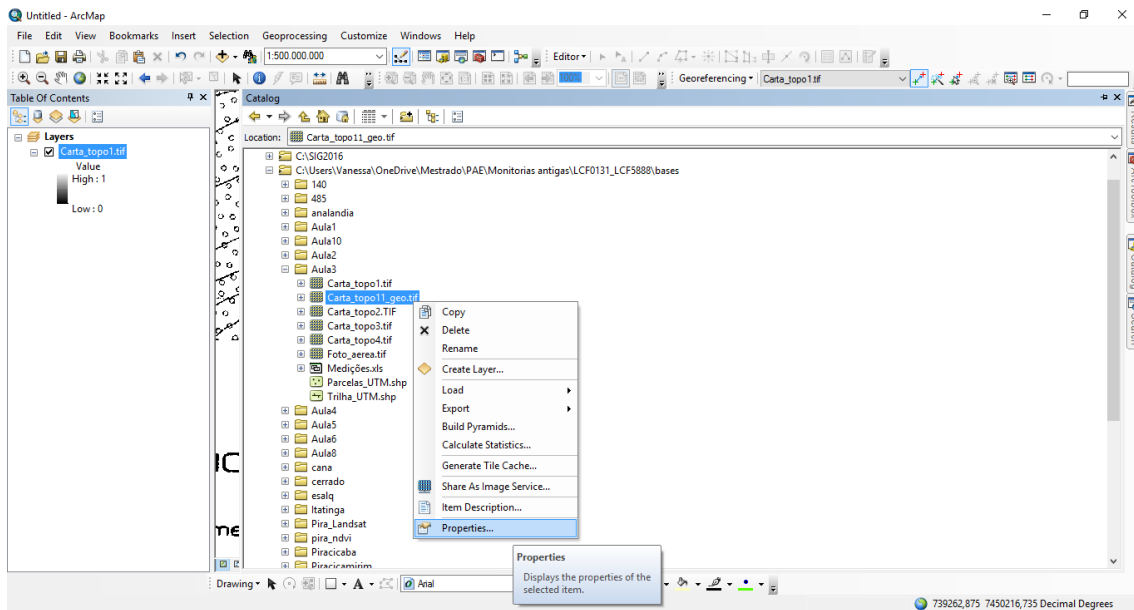 Untitled - ArcMap
File Edit View Bookmarks Insert Selection Geoprocessing Customize Windows Help
1:500.000.000 Editor
100% Georeferencing Carta_topo1.tif
Table Of Contents
Layers
Carta_topo1.tif
Value
High : 1
Low : 0
Catalog
Location: Carta_topo11_geo.tif
C:\SIG2016
C:\Users\Vanessa\OneDrive\Mestrado\PAE\Monitorias antigas\LCF0131_LCF5888\bases
140
485
analandia
Aula1
Aula10
Aula2
Aula3
Carta_topo1.tif
Carta_topo11_geo.tif
Carta_topo2.TIF
Carta_topo3.tif
Carta_topo4.tif
Foto_aerea.tif
Medições.xls
Parcelas_UTM.shp
Trilha_UTM.shp
Aula4
Aula5
Aula6
Aula8
cana
cerrado
esalq
Itatinga
Pira_Landsat
pira_ndvi
Piracicaba
Piracicamirim
Copy
Delete
Rename
Create Layer...
Load
Export
Build Pyramids...
Calculate Statistics...
Generate Tile Cache...
Share As Image Service...
Item Description...
Properties...
Properties
Displays the properties of the
selected item.
Drawing A Arial
739262,875 7450216,735 Decimal Degrees